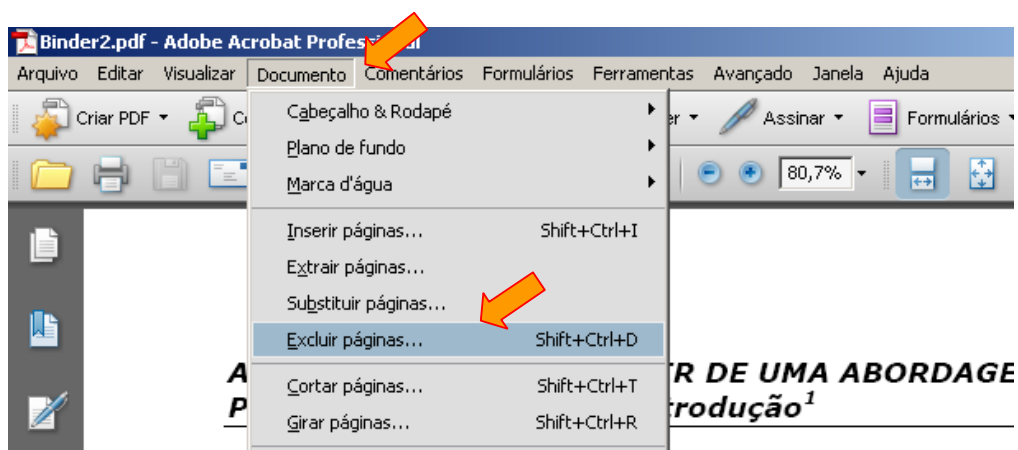 Binder2.pdf - Adobe Acrobat Professional
Arquivo Editar Visualizar Documento Comentários Formulários Ferramentas Avançado Janela Ajuda
Criar PDF Assinar Formulários
80,7%
Cabeçalho & Rodapé
Plano de fundo
Marca d'água
Inserir páginas... Shift+Ctrl+I
Extrair páginas...
Substituir páginas...
Excluir páginas... Shift+Ctrl+D
Cortar páginas... Shift+Ctrl+T
Girar páginas... Shift+Ctrl+R
A DE UMA ABORDAGE
P rodução¹